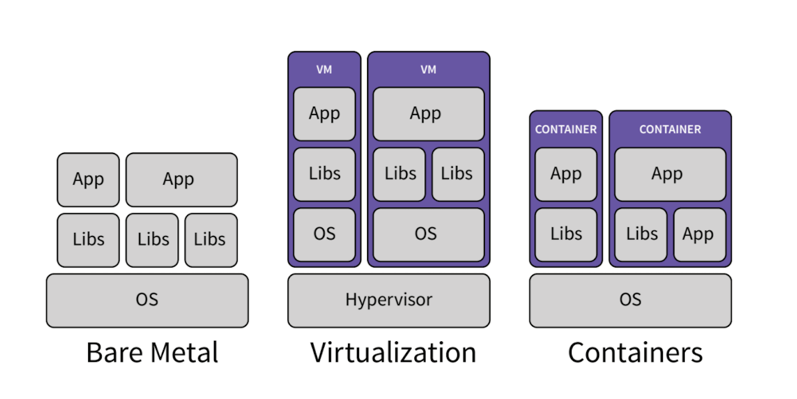 VM VM
App App
CONTAINER CONTAINER
App App Libs Libs Libs App App
Libs Libs Libs OS OS Libs Libs App
OS Hypervisor OS
Bare Metal Virtualization Containers